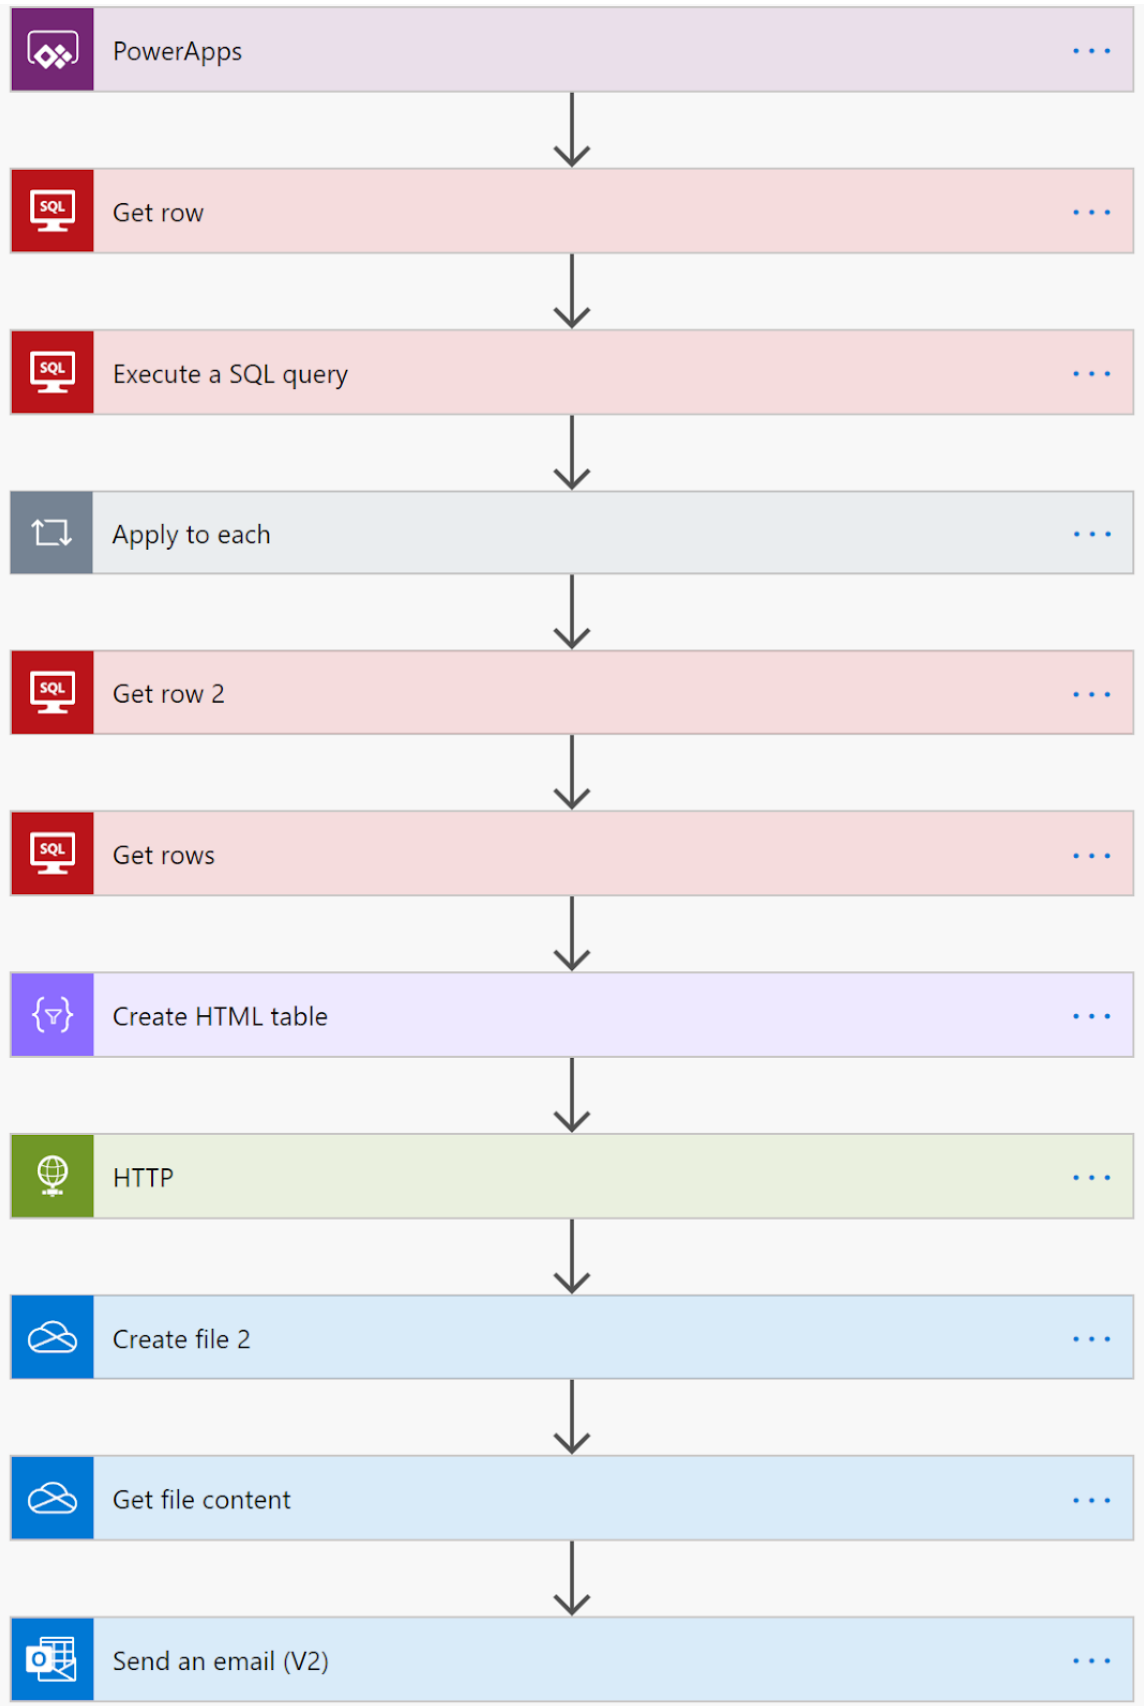 PowerApps
SQL
Get row
SQL
Execute a SQL query
Apply to each
SQL
Get row 2
SQL
Get rows
Create HTML table
HTTP
Create file 2
Get file content
O
Send an email (V2)